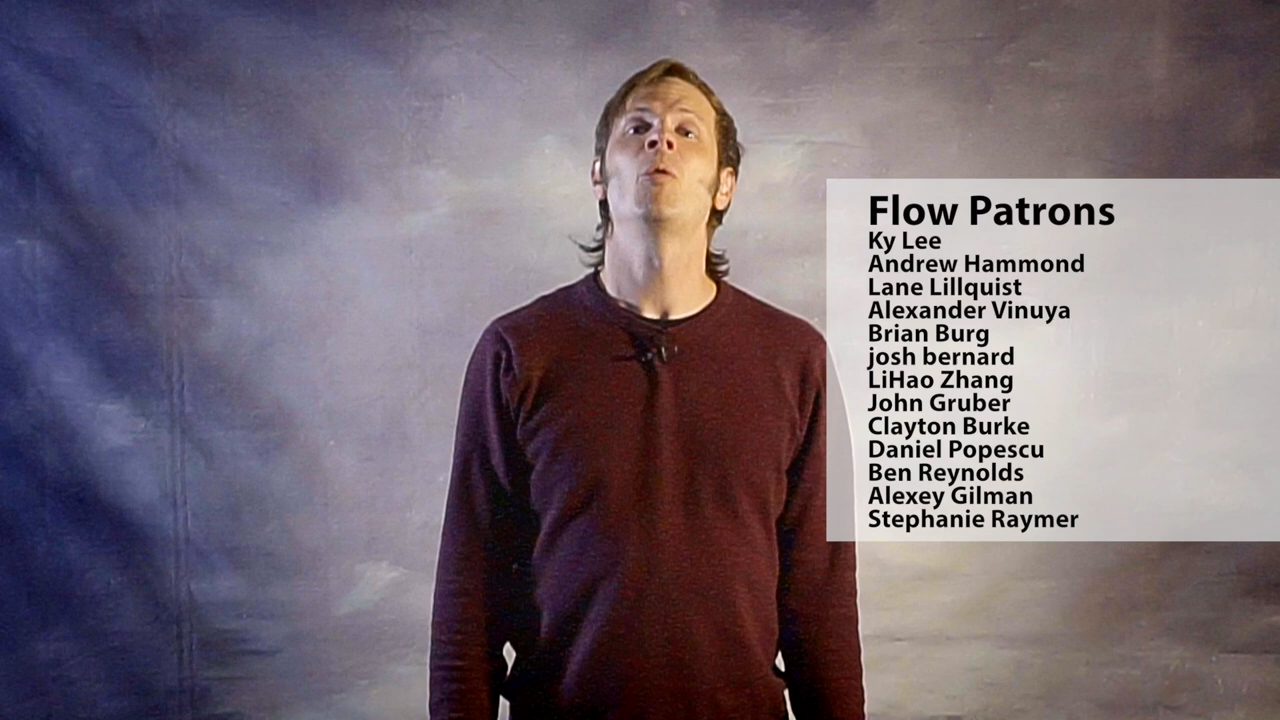 Flow Patrons
Ky Lee
Andrew Hammond
Lane Lillquist
Alexander Vinuya
Brian Burg
josh bernard
LiHao Zhang
John Gruber
Clayton Burke
Daniel Popescu
Ben Reynolds
Alexey Gilman
Stephanie Raymer